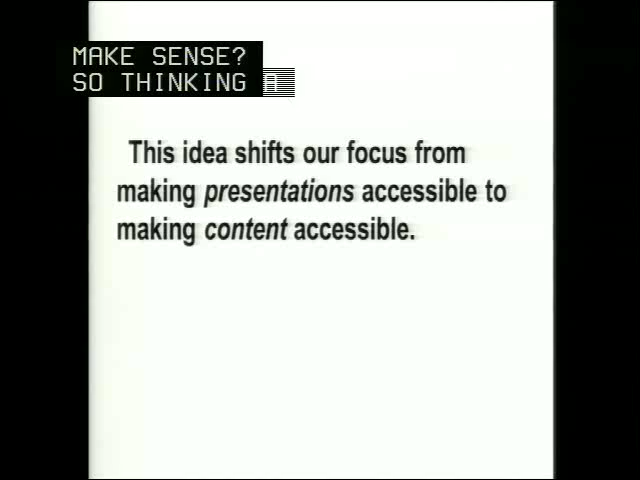 MAKE SENSE?
SO THINKING A
This idea shifts our focus from
making presentations accessible to
making content accessible.